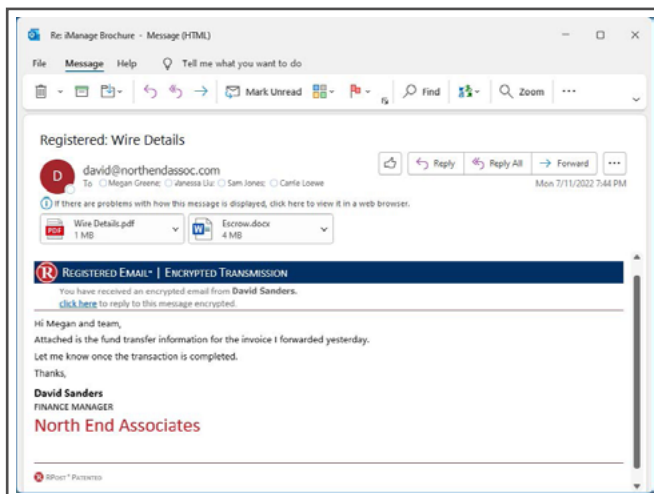 Re: iManage Brochure - Message (HTML)
File Message Help Tell me what you want to do
Mark Unread Find Zoom
Registered: Wire Details
D david@northendassoc.com
Reply Reply All Forward
To Megan Greene; Vanessa Liu; Sam Jones; Carrie Loewe
Mon 7/11/2022 7:44 PM
If there are problems with how this message is displayed, click here to view it in a web browser.
PDF Wire Details.pdf
1 MB
W Escrow.docx
4 MB
R REGISTERED EMAIL™ | ENCRYPTED TRANSMISSION
You have received an encrypted email from David Sanders.
click here to reply to this message encrypted.
Hi Megan and team,
Attached is the fund transfer information for the invoice I forwarded yesterday.
Let me know once the transaction is completed.
Thanks,
David Sanders
FINANCE MANAGER
North End Associates
R RPOST® PATENTED